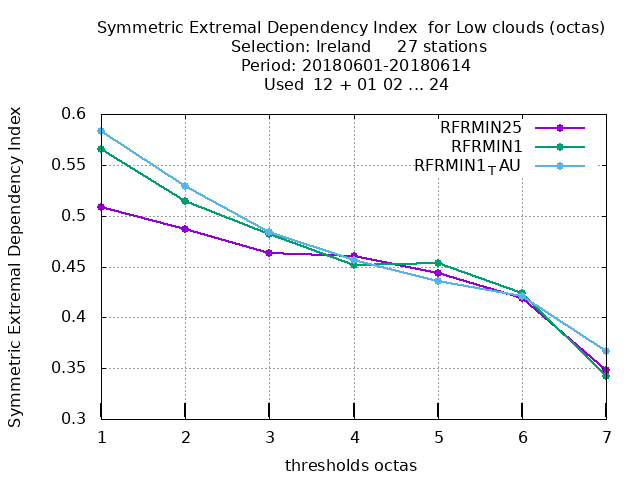 Symmetric Extremal Dependency Index for Low clouds (octas)
Selection: Ireland 27 stations
Period: 20180601-20180614
Used 12 + 01 02 ... 24
Symmetric Extremal Dependency Index
0.6
0.55
0.5
0.45
0.4
0.35
0.3
RFRMIN25
RFRMIN1
RFRMIN1TAU
1 2 3 4 5 6 7
thresholds octas